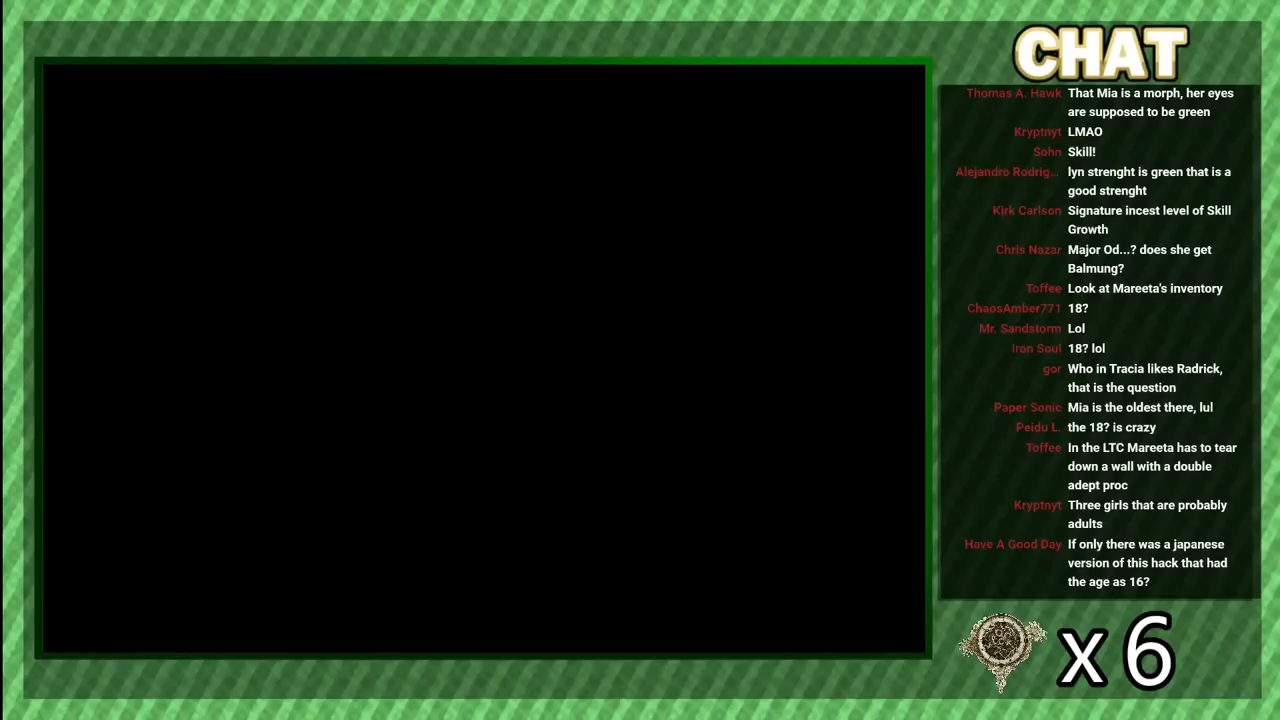 CHAT
Thomas A. Hawk That Mia is a morph, her eyes
are supposed to be green
Kryptnyt LMAO
Sohn Skill!
Alejandro Rodrig... lyn strenght is green that is a
good strenght
Kirk Carlson Signature incest level of Skill
Growth
Chris Nazar Major Od...? does she get
Balmung?
Toffee Look at Mareeta's inventory
ChaosAmber771 18?
Mr. Sandstorm Lol
Iron Soul 18? lol
gor Who in Tracia likes Radrick,
that is the question
Paper Sonic Mia is the oldest there, lul
Peidu L. the 18? is crazy
Toffee In the LTC Mareeta has to tear
down a wall with a double
adept proc
Kryptnyt Three girls that are probably
adults
Have A Good Day If only there was a japanese
version of this hack that had
the age as 16?
x 6